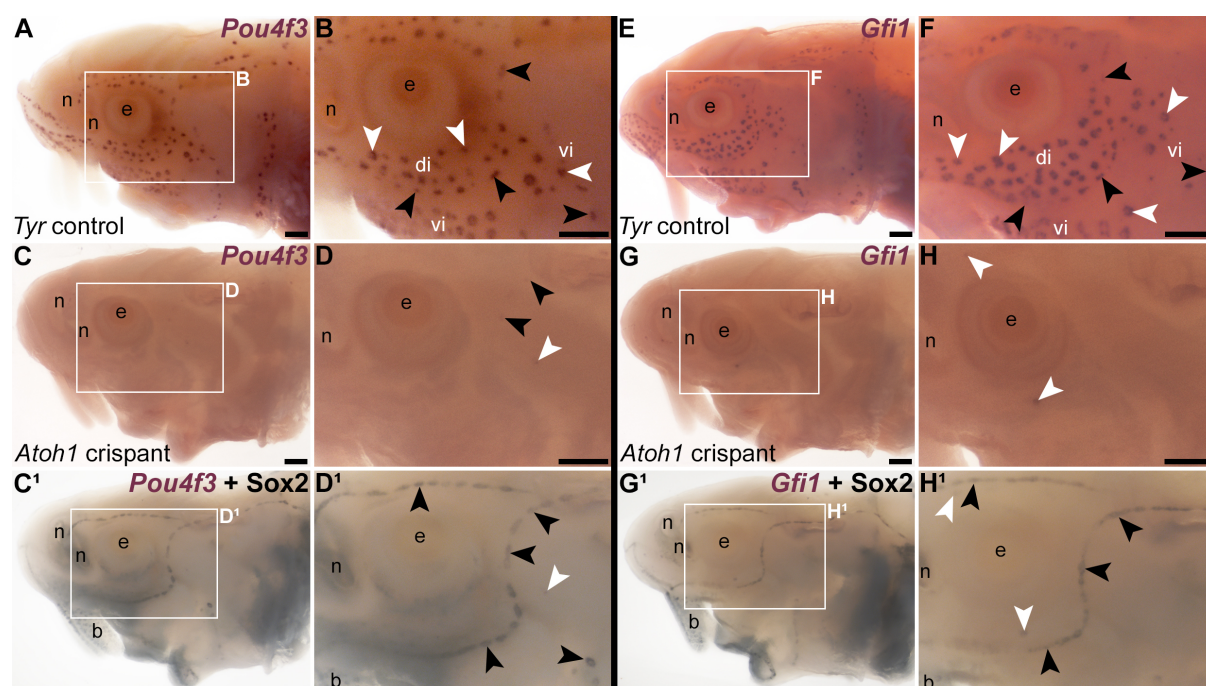 A Pou4f3 B E Gfi1 F
B F
n n e n e n e n e
di vi vi di vi vi
Tyr control Tyr control
C Pou4f3 D G Gfi1 H
D H
n n e n e n n e n e
Atoh1 crispant Atoh1 crispant
C¹ Pou4f3 + Sox2 D¹ G¹ Gfi1 + Sox2 H¹
D¹ H¹
n n e n e n n e n e
b b b b